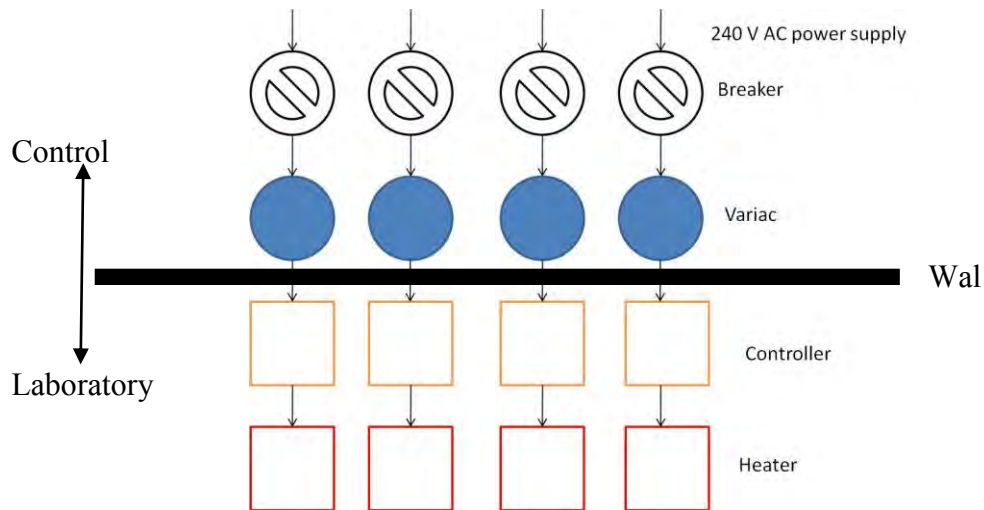 240 V AC power supply
Breaker
Control
Variac
Wal
Controller
Laboratory
Heater